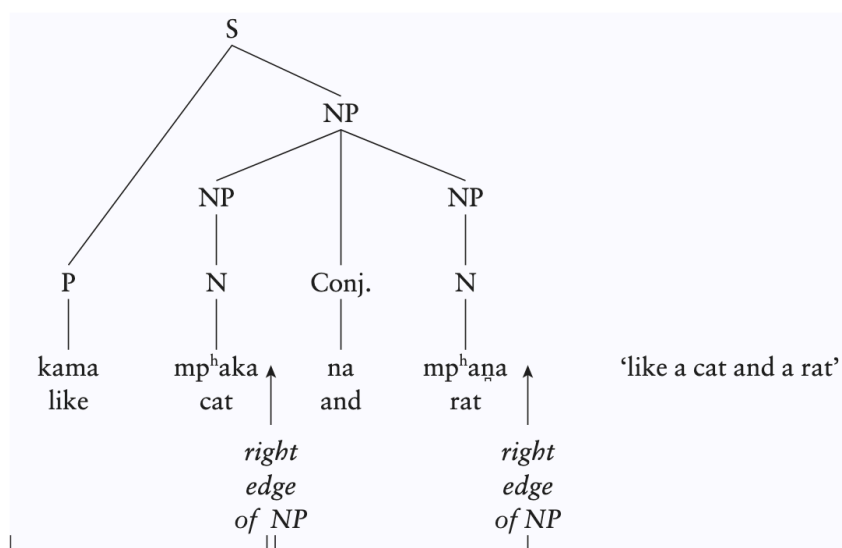 S
NP
NP NP
P N Conj. N
kama mpʰaka na mpʰan̪a ‘like a cat and a rat’
like cat and rat
right right
edge edge
of NP of NP